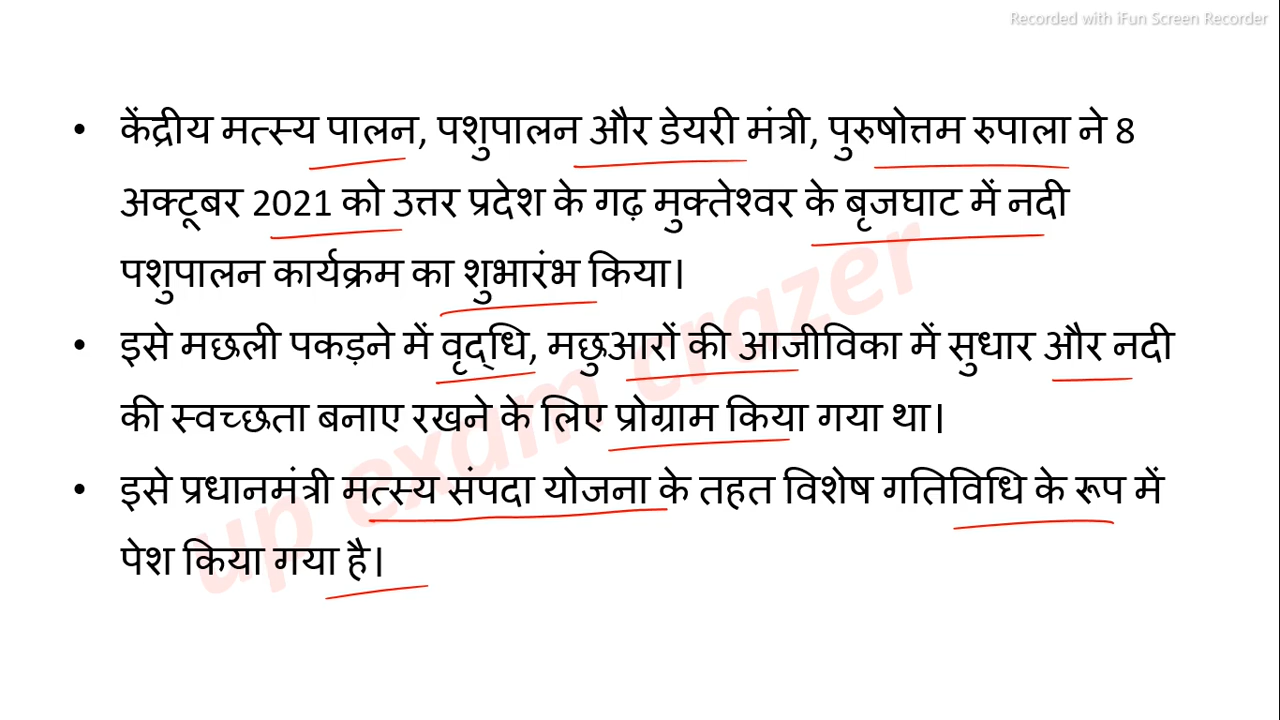 Recorded with iFun Screen Recorder
• केंद्रीय मत्स्य पालन, पशुपालन और डेयरी मंत्री, पुरुषोत्तम रुपाला ने 8
अक्टूबर 2021 को उत्तर प्रदेश के गढ़ मुक्तेश्वर के बृजघाट में नदी
पशुपालन कार्यक्रम का शुभारंभ किया।
• इसे मछली पकड़ने में वृद्धि, मछुआरों की आजीविका में सुधार और नदी
की स्वच्छता बनाए रखने के लिए प्रोग्राम किया गया था।
• इसे प्रधानमंत्री मत्स्य संपदा योजना के तहत विशेष गतिविधि के रूप में
पेश किया गया है।
up exam crazer